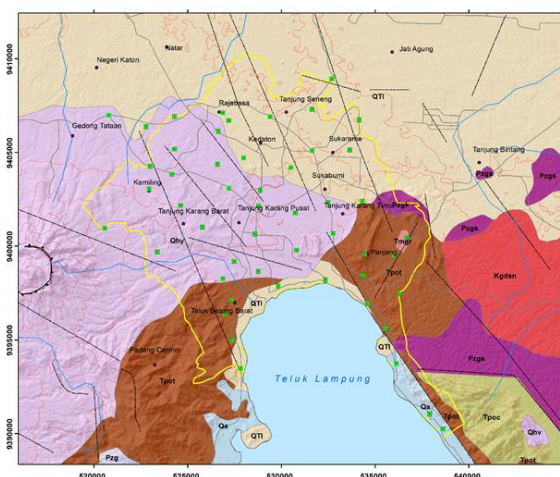 9410000
Natar
Jati Agung
Negeri Katon
QTl
Rajabasa
Tanjung Seneng
9405000
Gedong Tataan
Kedaton
Sukarame
Tanjung Bintang
Pzgs
Pzgs
Kemiling
Sukabumi
Tanjung Karang Barat
Tanjung Karang Pusat
Pzgs
Pzgs
9400000
Qhv
Tmgr
Panjang
Tpot
Kgdsn
QTl
Teluk Betung Barat
9395000
QTl
Padang Cermin
Tpot
Pzgs
Teluk Lampung
Qa
Tpot
Tpoc
9390000
Qa
QTl
Qhv
Pzg
Tpot
520000
525000
530000
535000
540000